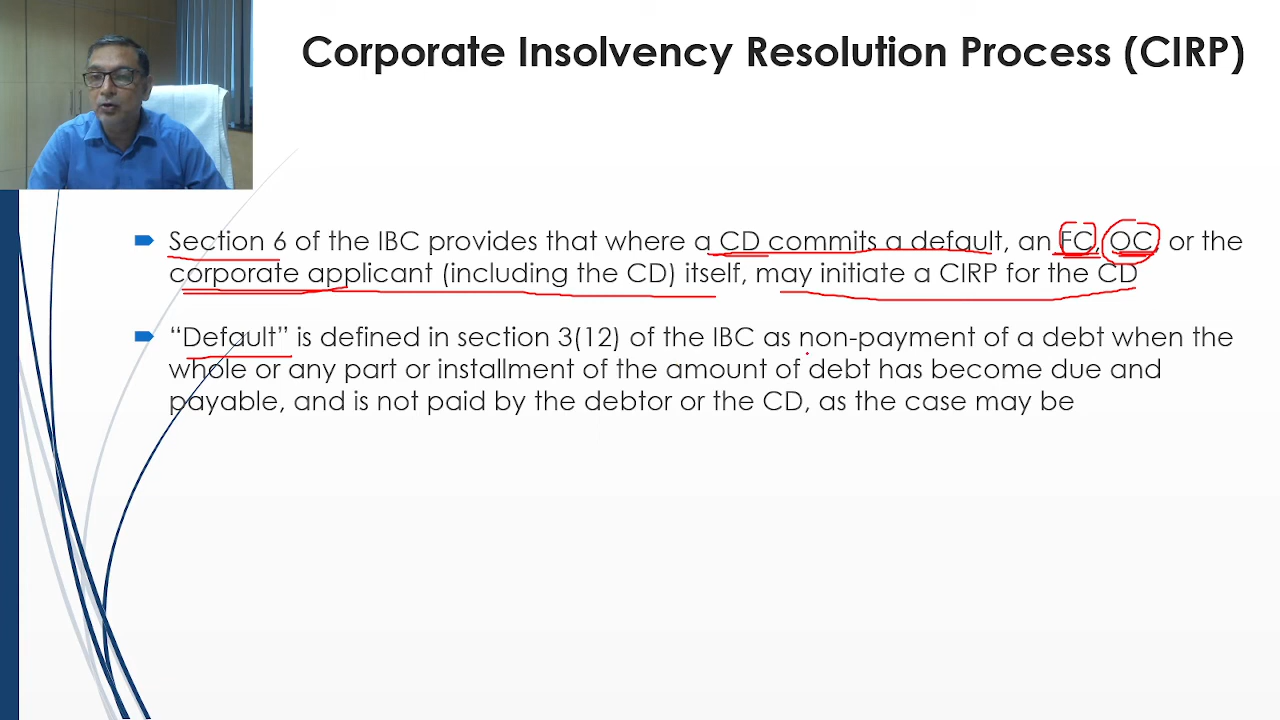 Corporate Insolvency Resolution Process (CIRP)
Section 6 of the IBC provides that where a CD commits a default, an FC, OC, or the
corporate applicant (including the CD) itself, may initiate a CIRP for the CD
“Default” is defined in section 3(12) of the IBC as non-payment of a debt when the
whole or any part or installment of the amount of debt has become due and
payable, and is not paid by the debtor or the CD, as the case may be